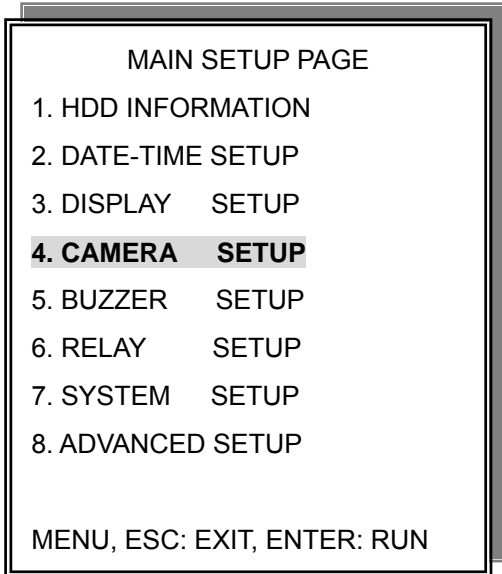 MAIN SETUP PAGE
1. HDD INFORMATION
2. DATE-TIME SETUP
3. DISPLAY SETUP
4. CAMERA SETUP
5. BUZZER SETUP
6. RELAY SETUP
7. SYSTEM SETUP
8. ADVANCED SETUP
MENU, ESC: EXIT, ENTER: RUN